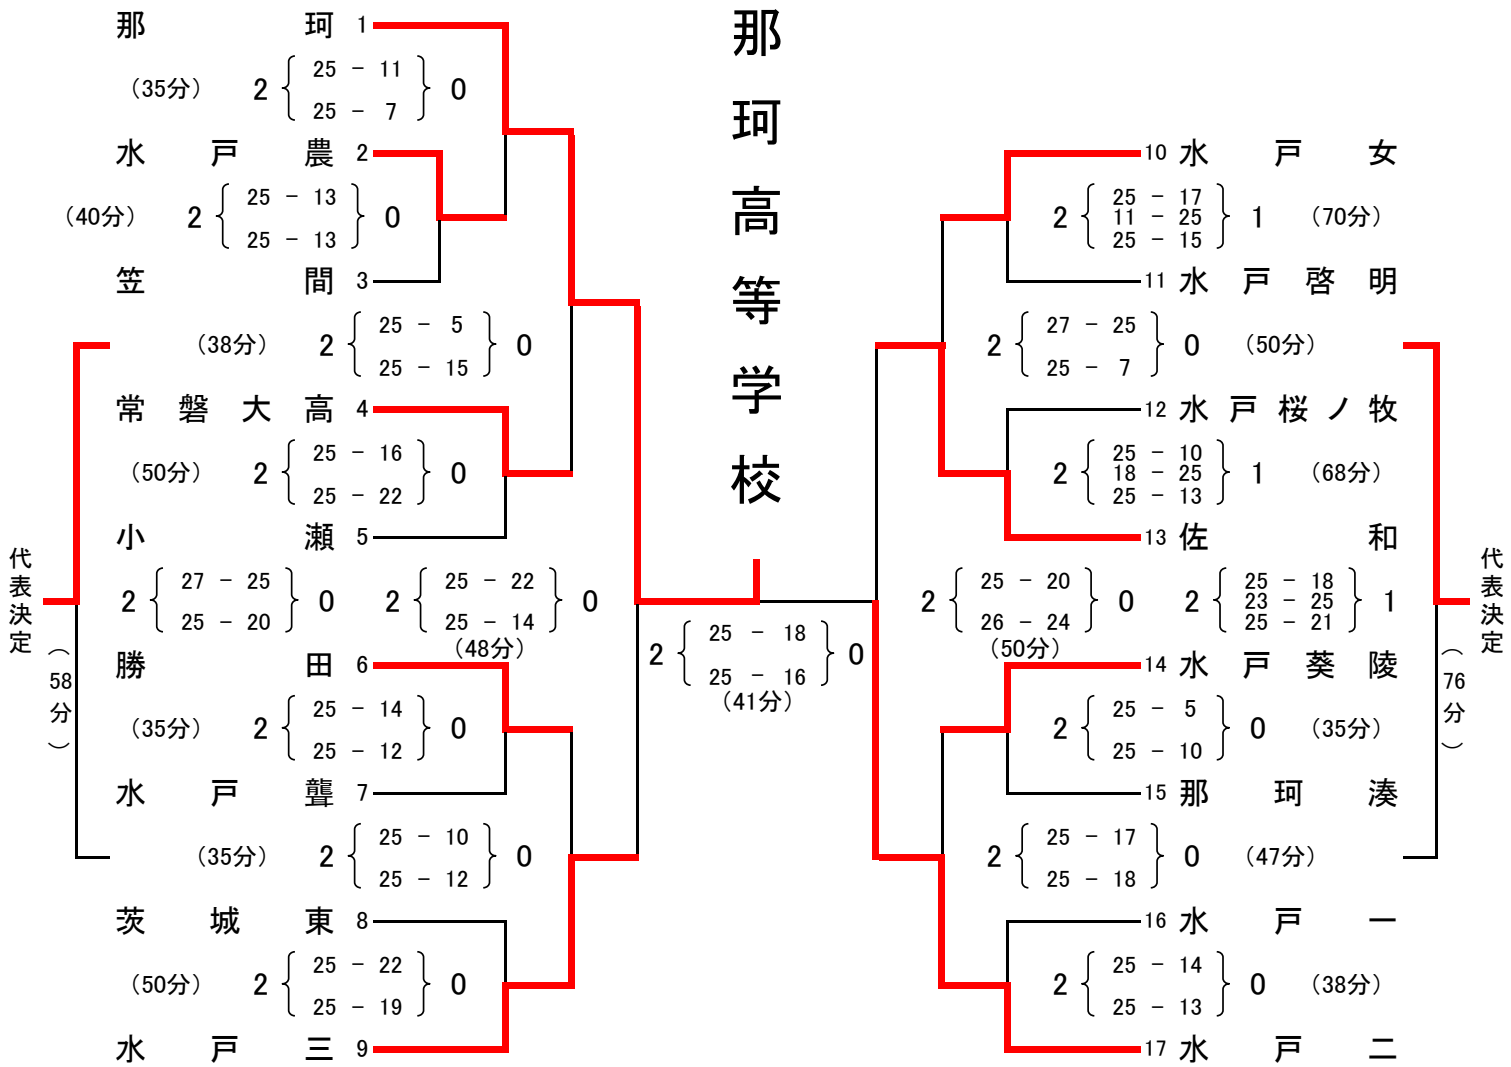 那珂高等学校
那珂 1
(35分) 2 25 - 11 0
25 - 7
水戸農 2
(40分) 2 25 - 13 0
25 - 13
笠間 3
(38分) 2 25 - 5 0
25 - 15
常磐大高 4
(50分) 2 25 - 16 0
25 - 22
小瀬 5
代表決定
2 27 - 25 0
25 - 20
(58分)
2 25 - 22 0
25 - 14
(48分)
勝田 6
(35分) 2 25 - 14 0
25 - 12
水戸聾 7
(35分) 2 25 - 10 0
25 - 12
茨城東 8
(50分) 2 25 - 22 0
25 - 19
水戸三 9
2 25 - 18 0
25 - 16
(41分)
10 水戸女
2 25 - 17 1 (70分)
11 - 25
25 - 15
11 水戸啓明
2 27 - 25 0 (50分)
25 - 7
12 水戸桜ノ牧
2 25 - 10 1 (68分)
18 - 25
25 - 13
13 佐和
2 25 - 20 0
26 - 24
(50分)
2 25 - 18 1
23 - 25
25 - 21
代表決定
(76分)
14 水戸葵陵
2 25 - 5 0 (35分)
25 - 10
15 那珂湊
2 25 - 17 0 (47分)
25 - 18
16 水戸一
2 25 - 14 0 (38分)
25 - 13
17 水戸二